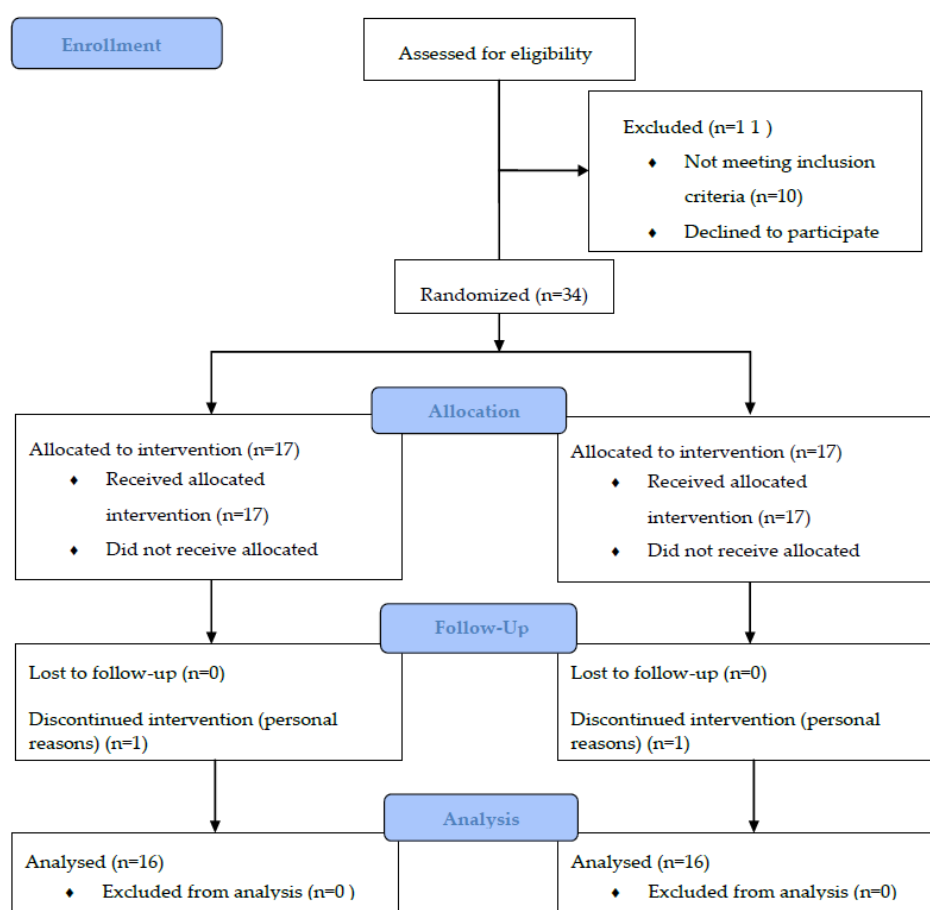 Enrollment
Assessed for eligibility
Excluded (n=1 1 )
♦ Not meeting inclusion
criteria (n=10)
♦ Declined to participate
Randomized (n=34)
Allocation
Allocated to intervention (n=17)
♦ Received allocated
intervention (n=17)
♦ Did not receive allocated
Allocated to intervention (n=17)
♦ Received allocated
intervention (n=17)
♦ Did not receive allocated
Follow-Up
Lost to follow-up (n=0)
Discontinued intervention (personal
reasons) (n=1)
Lost to follow-up (n=0)
Discontinued intervention (personal
reasons) (n=1)
Analysis
Analysed (n=16)
♦ Excluded from analysis (n=0 )
Analysed (n=16)
♦ Excluded from analysis (n=0)